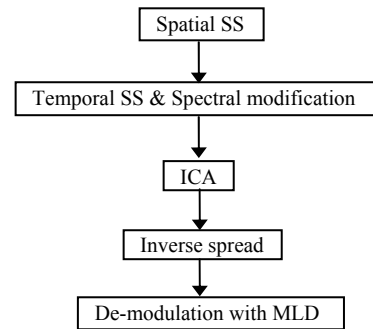 Spatial SS
Temporal SS & Spectral modification
ICA
Inverse spread
De-modulation with MLD